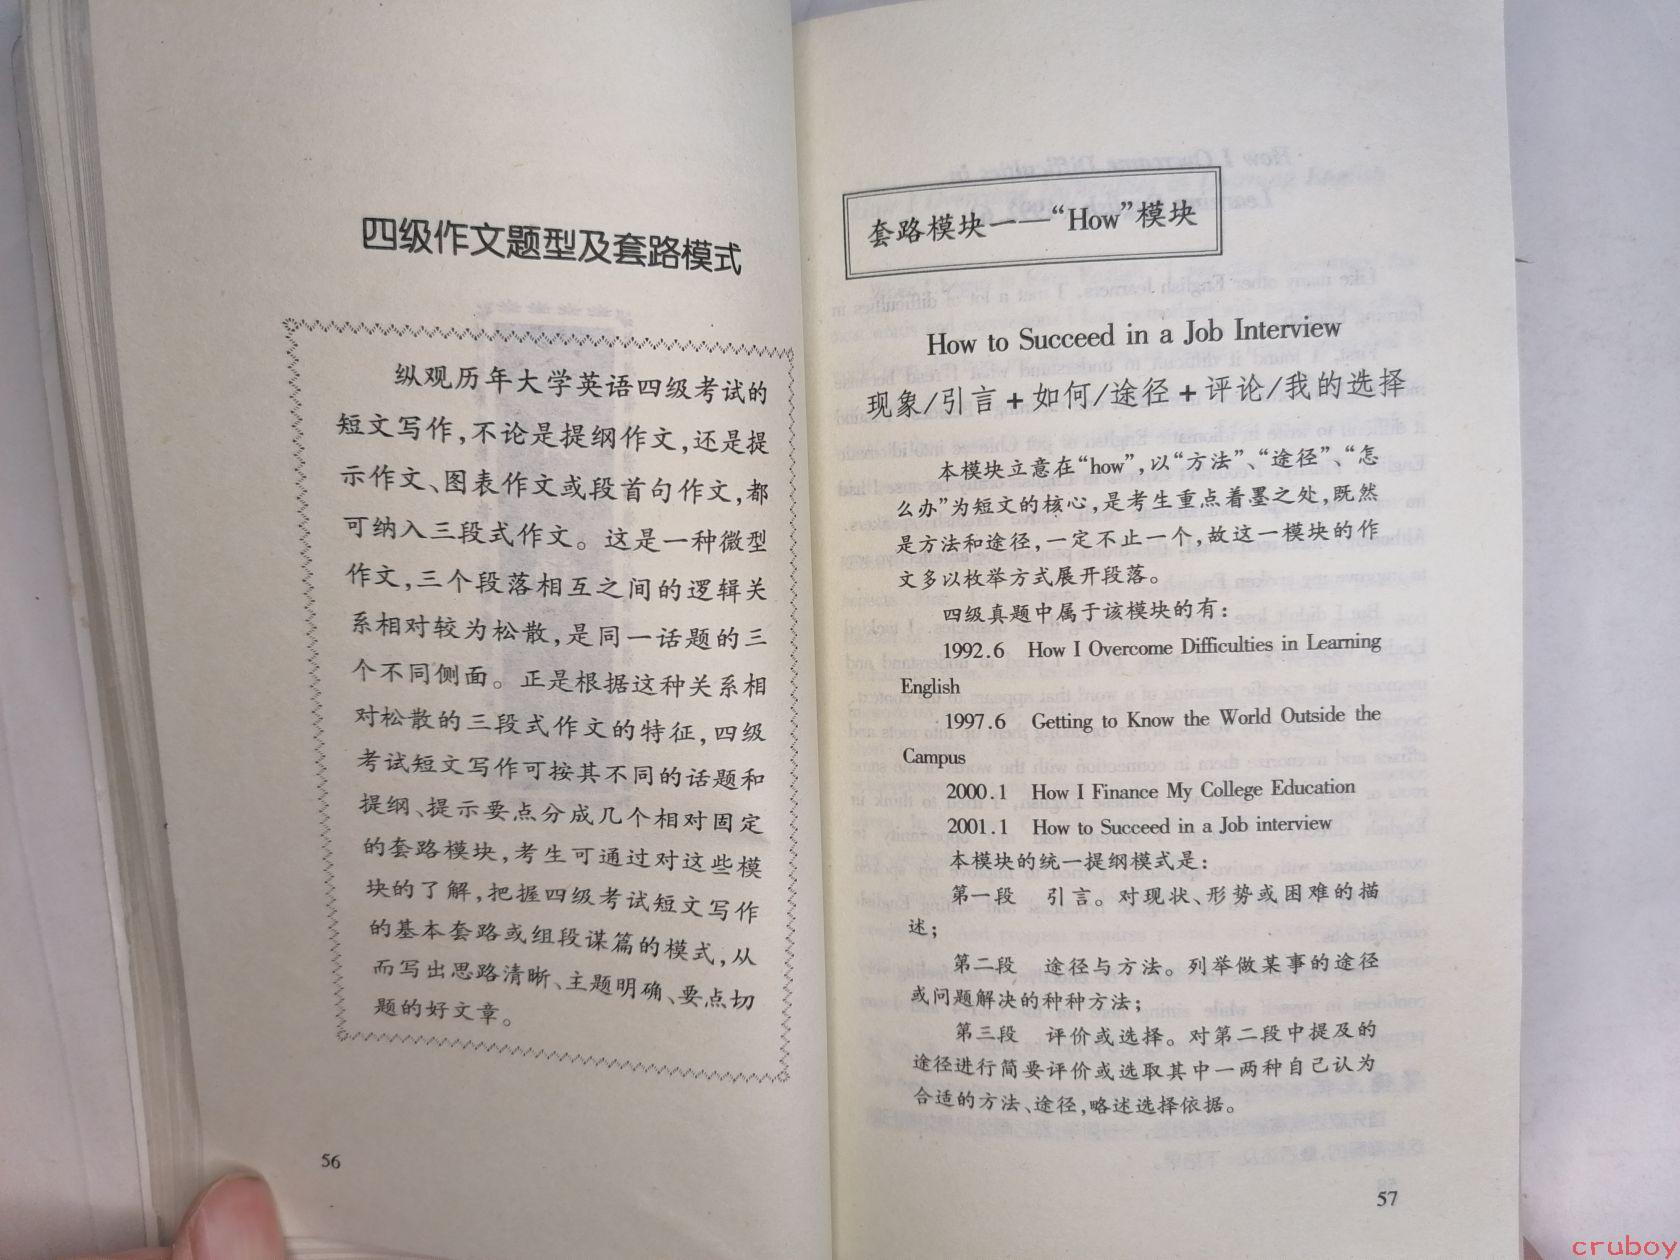 四级作文题型及套路模式
纵观历年大学英语四级考试的
短文写作,不论是提纲作文,还是提
示作文、图表作文或段首句作文,都
可纳入三段式作文。这是一种微型
作文,三个段落相互之间的逻辑关
系相对较为松散,是同一话题的三
个不同侧面。正是根据这种关系相
对松散的三段式作文的特征,四级
考试短文写作可按其不同的话题和
提纲、提示要点分成几个相对固定
的套路模块,考生可通过对这些模
块的了解,把握四级考试短文写作
的基本套路或组段谋篇的模式,从
而写出思路清晰、主题明确、要点切
题的好文章。
56
套路模块一——“How”模块
How to Succeed in a Job Interview
现象/引言+如何/途径+评论/我的选择
本模块立意在“how”,以“方法”、“途径”、“怎
么办”为短文的核心,是考生重点着墨之处,既然
是方法和途径,一定不止一个,故这一模块的作
文多以枚举方式展开段落。
四级真题中属于该模块的有:
1992.6 How I Overcome Difficulties in Learning
English
1997.6 Getting to Know the World Outside the
Campus
2000.1 How I Finance My College Education
2001.1 How to Succeed in a Job interview
本模块的统一提纲模式是:
第一段 引言。对现状、形势或困难的描
述;
第二段 途径与方法。列举做某事的途径
或问题解决的种种方法;
第三段 评价或选择。对第二段中提及的
途径进行简要评价或选取其中一两种自己认为
合适的方法、途径,略述选择依据。
57
cruboy